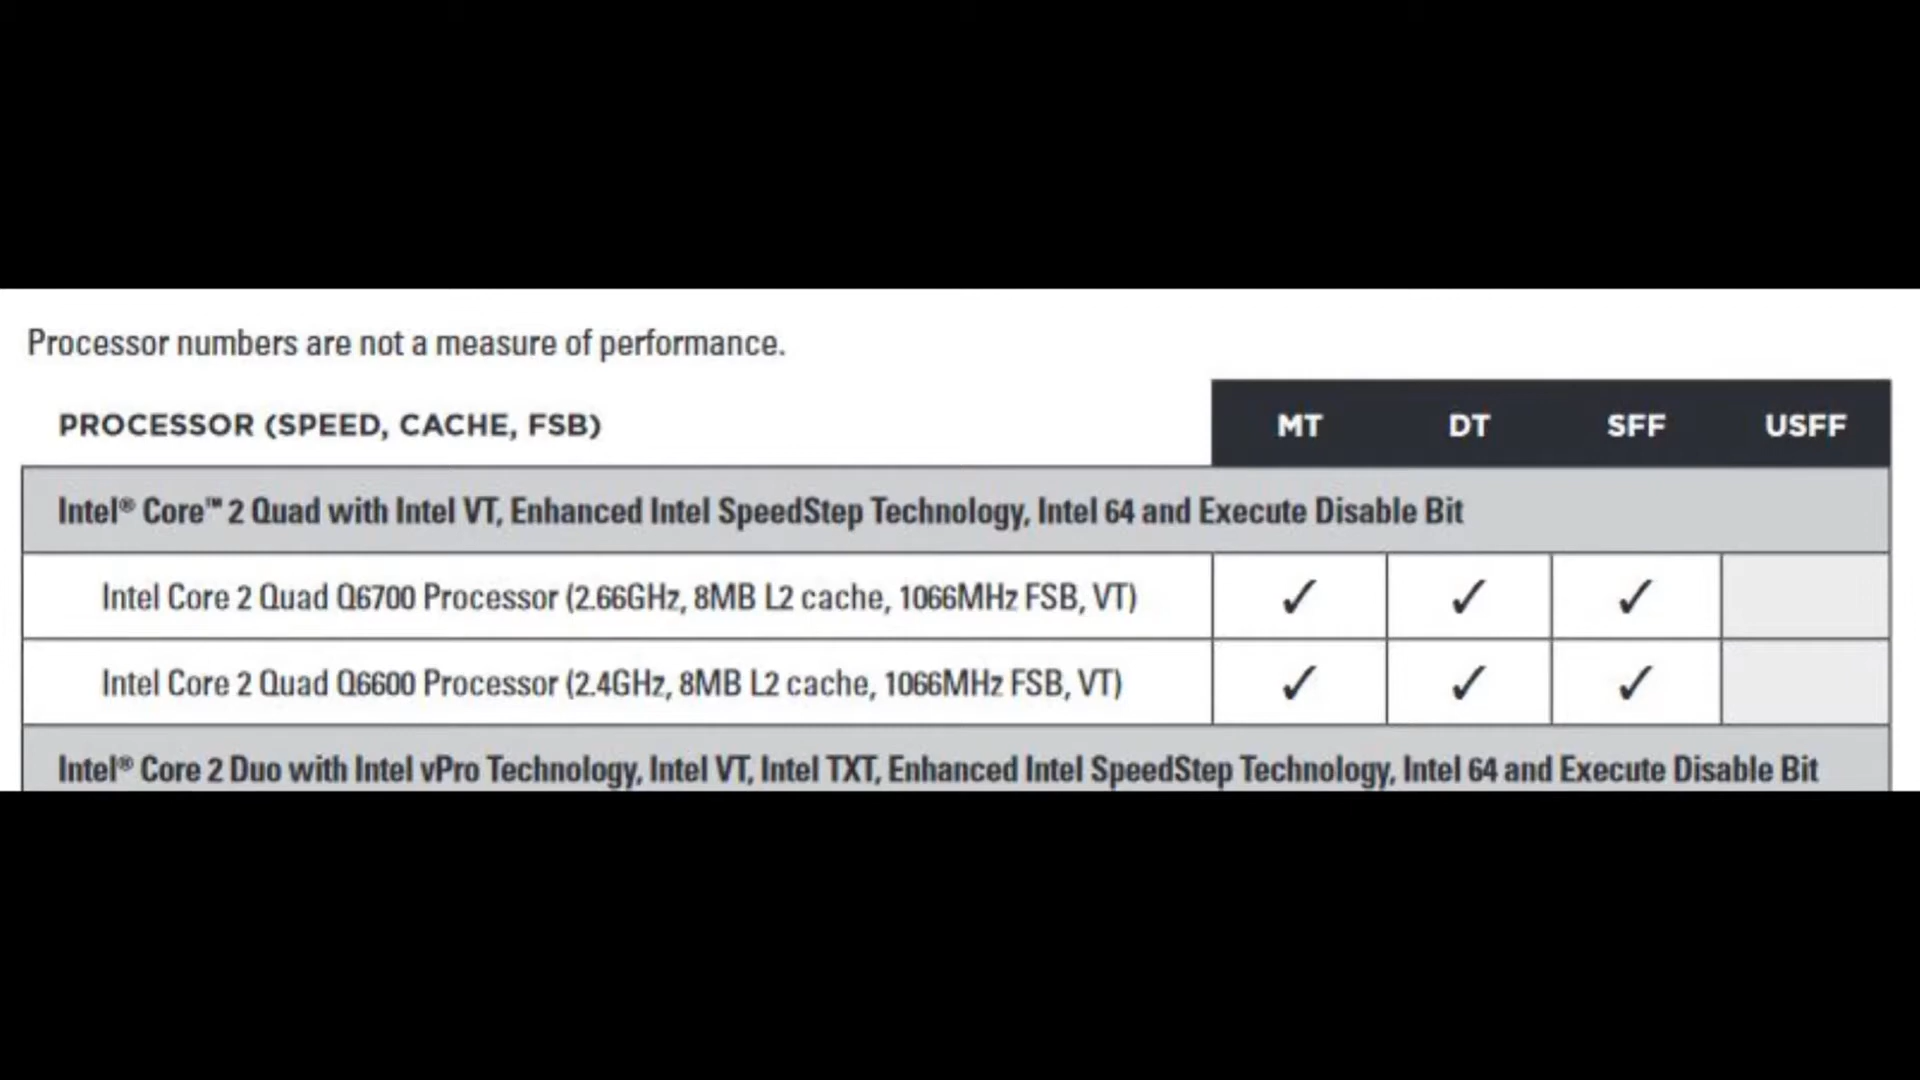 Processor numbers are not a measure of performance.
PROCESSOR (SPEED, CACHE, FSB) MT DT SFF USFF
Intel® Core™ 2 Quad with Intel VT, Enhanced Intel SpeedStep Technology, Intel 64 and Execute Disable Bit
Intel Core 2 Quad Q6700 Processor (2.66GHz, 8MB L2 cache, 1066MHz FSB, VT) ✓ ✓ ✓
Intel Core 2 Quad Q6600 Processor (2.4GHz, 8MB L2 cache, 1066MHz FSB, VT) ✓ ✓ ✓
Intel® Core 2 Duo with Intel vPro Technology, Intel VT, Intel TXT, Enhanced Intel SpeedStep Technology, Intel 64 and Execute Disable Bit